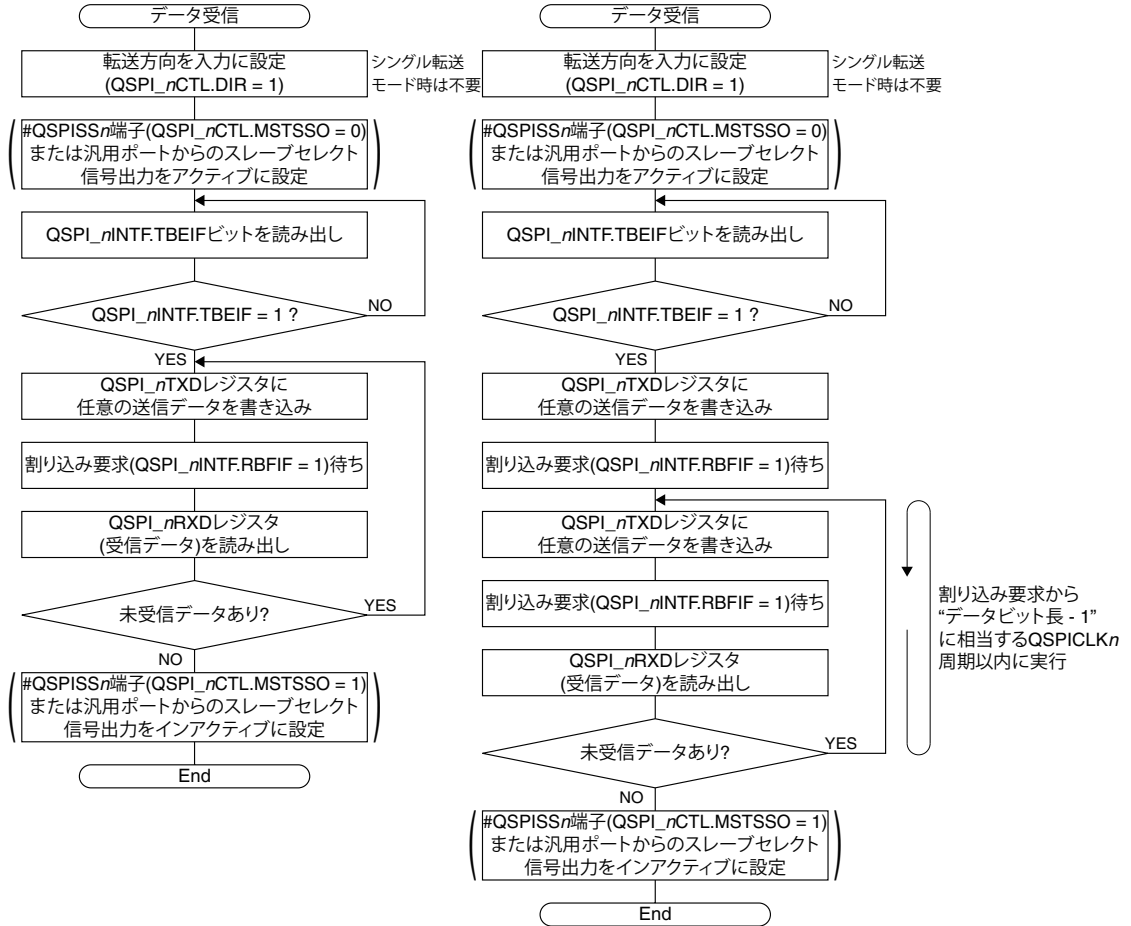 データ受信
転送方向を入力に設定
(QSPI_nCTL.DIR = 1)
シングル転送
モード時は不要
#QSPISSn端子(QSPI_nCTL.MSTSSO = 0)
または汎用ポートからのスレーブセレクト
信号出力をアクティブに設定
QSPI_nINTF.TBEIFビットを読み出し
QSPI_nINTF.TBEIF = 1 ?
NO
YES
QSPI_nTXDレジスタに
任意の送信データを書き込み
割り込み要求(QSPI_nINTF.RBFIF = 1)待ち
QSPI_nRXDレジスタ
(受信データ)を読み出し
未受信データあり?
YES
NO
#QSPISSn端子(QSPI_nCTL.MSTSSO = 1)
または汎用ポートからのスレーブセレクト
信号出力をインアクティブに設定
End
データ受信
転送方向を入力に設定
(QSPI_nCTL.DIR = 1)
シングル転送
モード時は不要
#QSPISSn端子(QSPI_nCTL.MSTSSO = 0)
または汎用ポートからのスレーブセレクト
信号出力をアクティブに設定
QSPI_nINTF.TBEIFビットを読み出し
QSPI_nINTF.TBEIF = 1 ?
NO
YES
QSPI_nTXDレジスタに
任意の送信データを書き込み
割り込み要求(QSPI_nINTF.RBFIF = 1)待ち
QSPI_nTXDレジスタに
任意の送信データを書き込み
割り込み要求(QSPI_nINTF.RBFIF = 1)待ち
QSPI_nRXDレジスタ
(受信データ)を読み出し
未受信データあり?
YES
NO
割り込み要求から
“データビット長 - 1”
に相当するQSPICLKn
周期以内に実行
#QSPISSn端子(QSPI_nCTL.MSTSSO = 1)
または汎用ポートからのスレーブセレクト
信号出力をインアクティブに設定
End